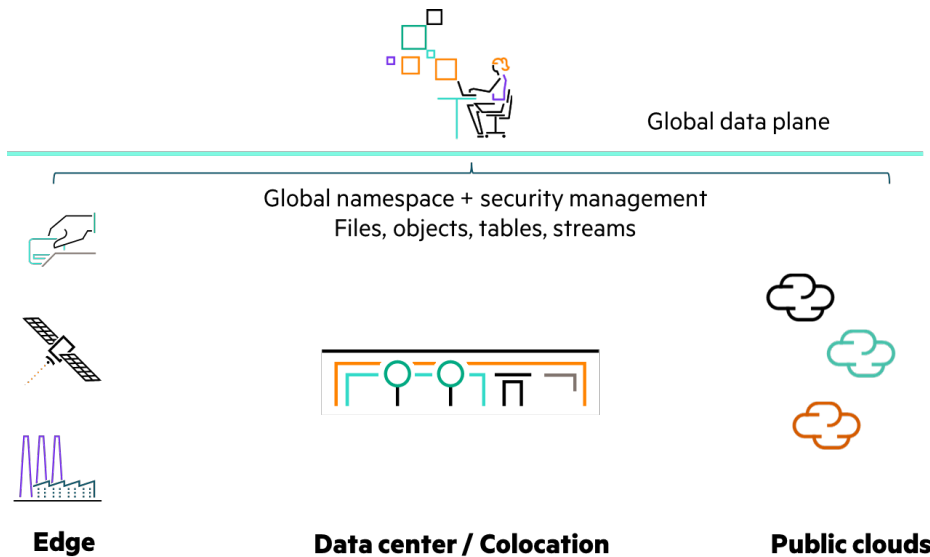 Global data plane
Global namespace + security management
Files, objects, tables, streams
Edge
Data center / Colocation
Public clouds